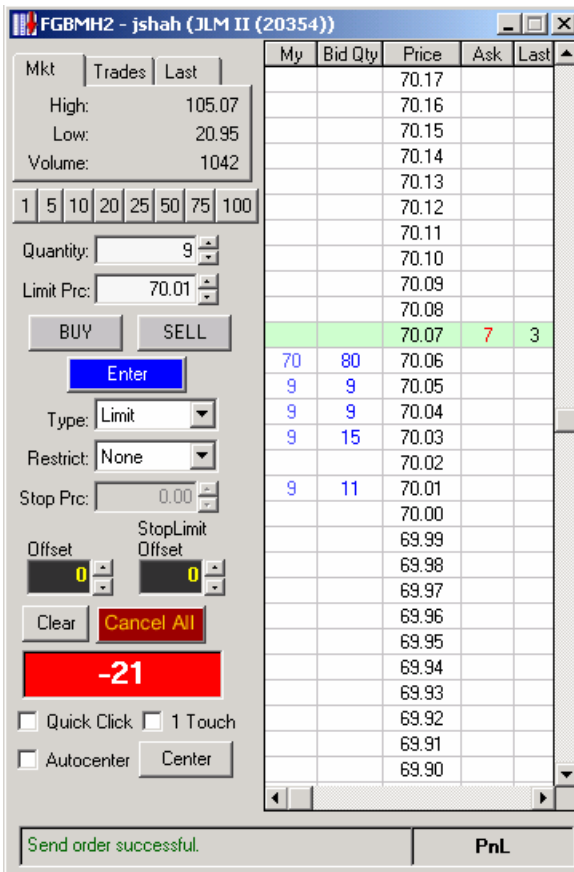 FGBMH2 - jshah (JLM II (20354))
Mkt Trades Last
High: 105.07
Low: 20.95
Volume: 1042
1 5 10 20 25 50 75 100
Quantity: 9
Limit Prc: 70.01
BUY SELL
Enter
Type: Limit
Restrict: None
Stop Prc: 0.00
StopLimit
Offset Offset
0 0
Clear Cancel All
-21
Quick Click 1 Touch
Autocenter Center
My Bid Qty Price Ask Last
70.17
70.16
70.15
70.14
70.13
70.12
70.11
70.10
70.09
70.08
70.07 7 3
70 80 70.06
9 9 70.05
9 9 70.04
9 15 70.03
70.02
9 11 70.01
70.00
69.99
69.98
69.97
69.96
69.95
69.94
69.93
69.92
69.91
69.90
Send order successful. PnL